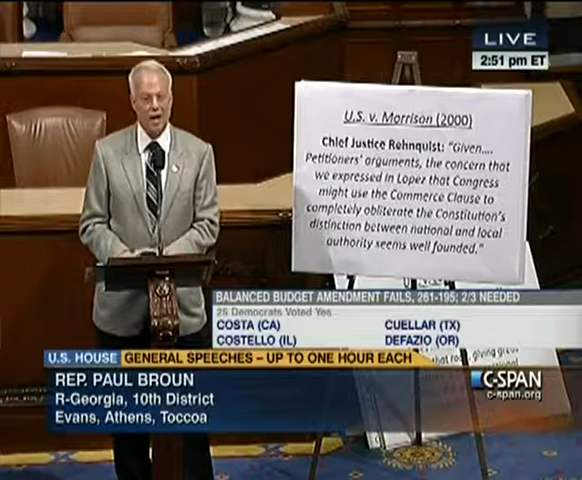 LIVE
2:51 pm ET
U.S. v. Morrison (2000)
Chief Justice Rehnquist: "Given....
Petitioners' arguments, the concern that
we expressed in Lopez that Congress
might use the Commerce Clause to
completely obliterate the Constitution's
distinction between national and local
authority seems well founded."
BALANCED BUDGET AMENDMENT FAILS, 261-195; 2/3 NEEDED
25 Democrats Voted Yes
COSTA (CA) CUELLAR (TX)
COSTELLO (IL) DEFAZIO (OR)
U.S. HOUSE GENERAL SPEECHES – UP TO ONE HOUR EACH
giving
REP. PAUL BROUN
R-Georgia, 10th District
Evans, Athens, Toccoa
C-SPAN
c-span.org